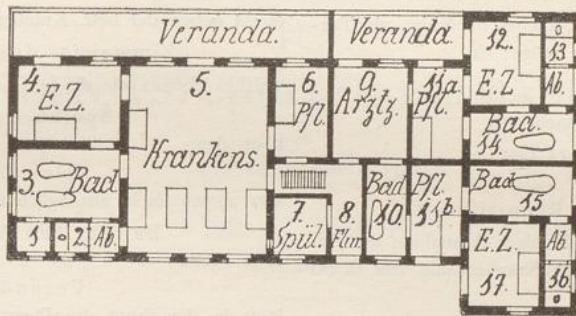 Veranda. Veranda.
4. E.Z.
5. Krankens.
6. Pfl.
9. Arztz.
11a. Pfl.
12. E.Z.
13 Ab.
Bad. 14.
3. Bad
1
2. Ab.
7. Spül.
8. Flur.
Bad 10.
Pfl. 11b.
Bad 15
E.Z. 17.
Ab. 16